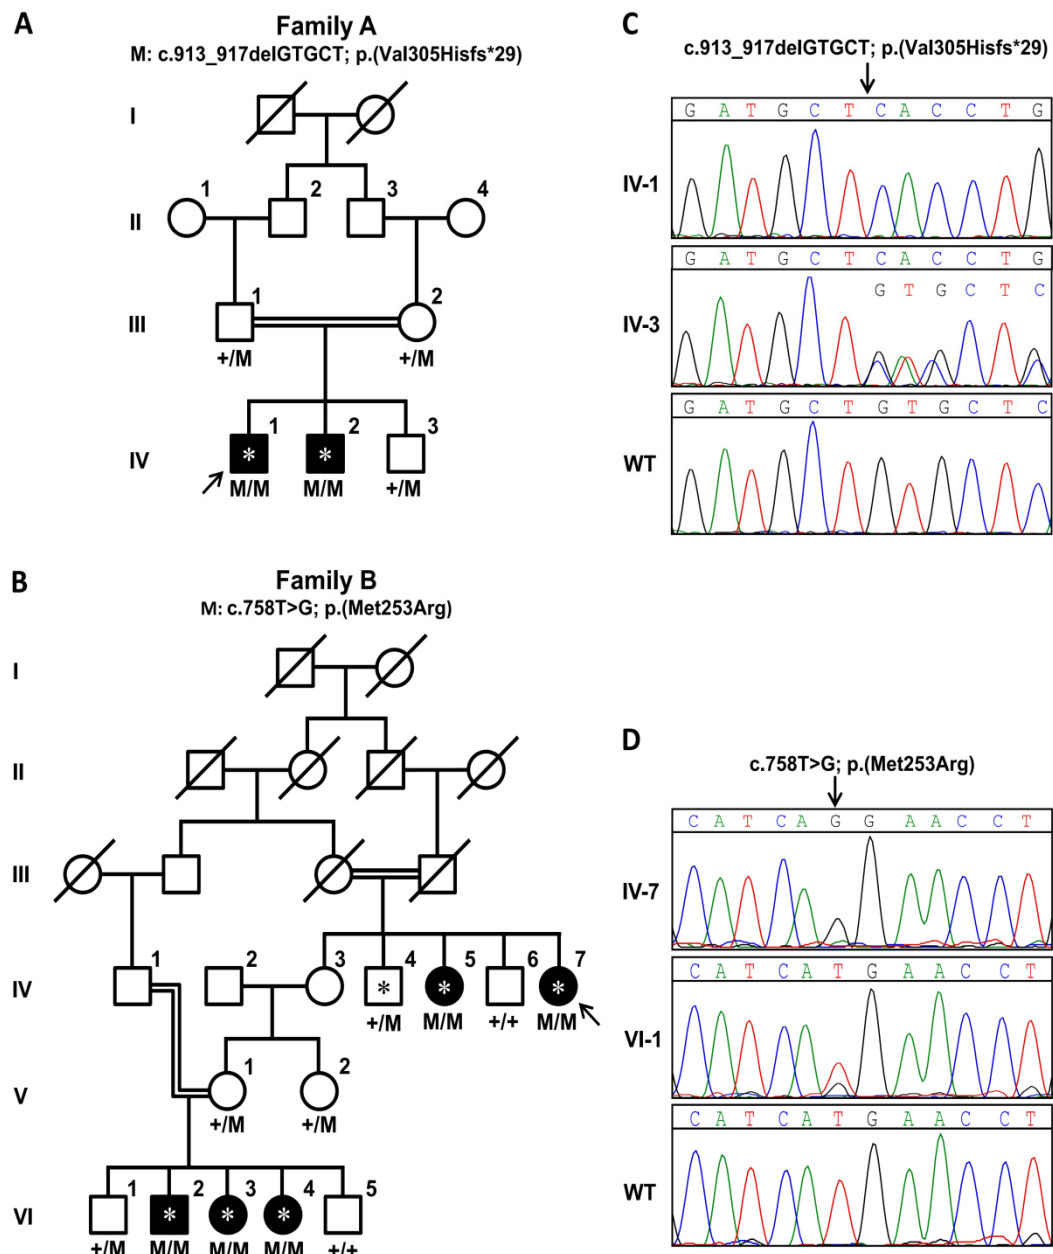 A
Family A
M: c.913_917delGTGCT; p.(Val305Hisfs*29)
I
1 2 3 4
II
1 2
III
+/M +/M
1 2 3
IV
* *
M/M M/M +/M
B
Family B
M: c.758T>G; p.(Met253Arg)
I
II
III
1 2 3 4 5 6 7
IV
* * *
+/M M/M +/+ M/M
1 2
V
+/M +/M
1 2 3 4 5
VI
* * *
+/M M/M M/M M/M +/+
C
c.913_917delGTGCT; p.(Val305Hisfs*29)
G A T G C T C A C C T G
IV-1
G A T G C T C A C C T G
G T G C T C
IV-3
G A T G C T G T G C T C
WT
D
c.758T>G; p.(Met253Arg)
C A T C A G G A A C C T
IV-7
C A T C A T G A A C C T
VI-1
C A T C A T G A A C C T
WT